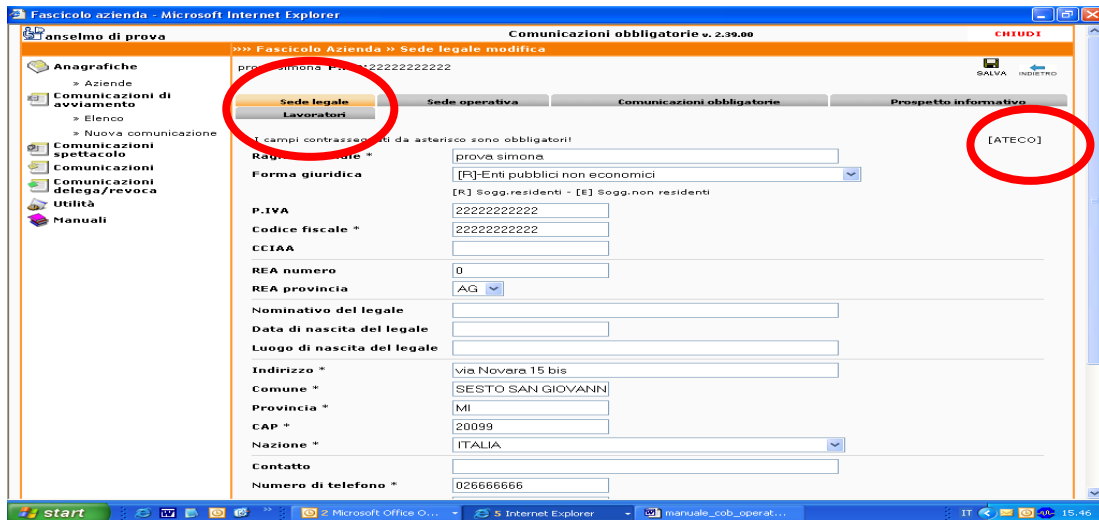 Fascicolo azienda - Microsoft Internet Explorer
anselmo di prova
Comunicazioni obbligatorie v. 2.39.00
CHIUDI
»»» Fascicolo Azienda » Sede legale modifica
Anagrafiche
» Aziende
Comunicazioni di avviamento
» Elenco
» Nuova comunicazione
Comunicazioni spettacolo
Comunicazioni
Comunicazioni delega/revoca
Utilità
Manuali
simona 22222222222
SALVA INDIETRO
Sede legale
Sede operativa
Comunicazioni obbligatorie
Prospetto informativo
Lavoratori
I campi contrassegnati da asterisco sono obbligatori!
[ATECO]
* prova simona
Forma giuridica [R]-Enti pubblici non economici
[R] Sogg.residenti - [E] Sogg.non residenti
P.IVA 22222222222
Codice fiscale * 22222222222
CCIAA
REA numero 0
REA provincia AG
Nominativo del legale
Data di nascita del legale
Luogo di nascita del legale
Indirizzo * via Novara 15 bis
Comune * SESTO SAN GIOVANN
Provincia * MI
CAP * 20099
Nazione * ITALIA
Contatto
Numero di telefono * 026666666
start
2 Microsoft Office O...
5 Internet Explorer
manuale_cob_operat...
IT
15.46